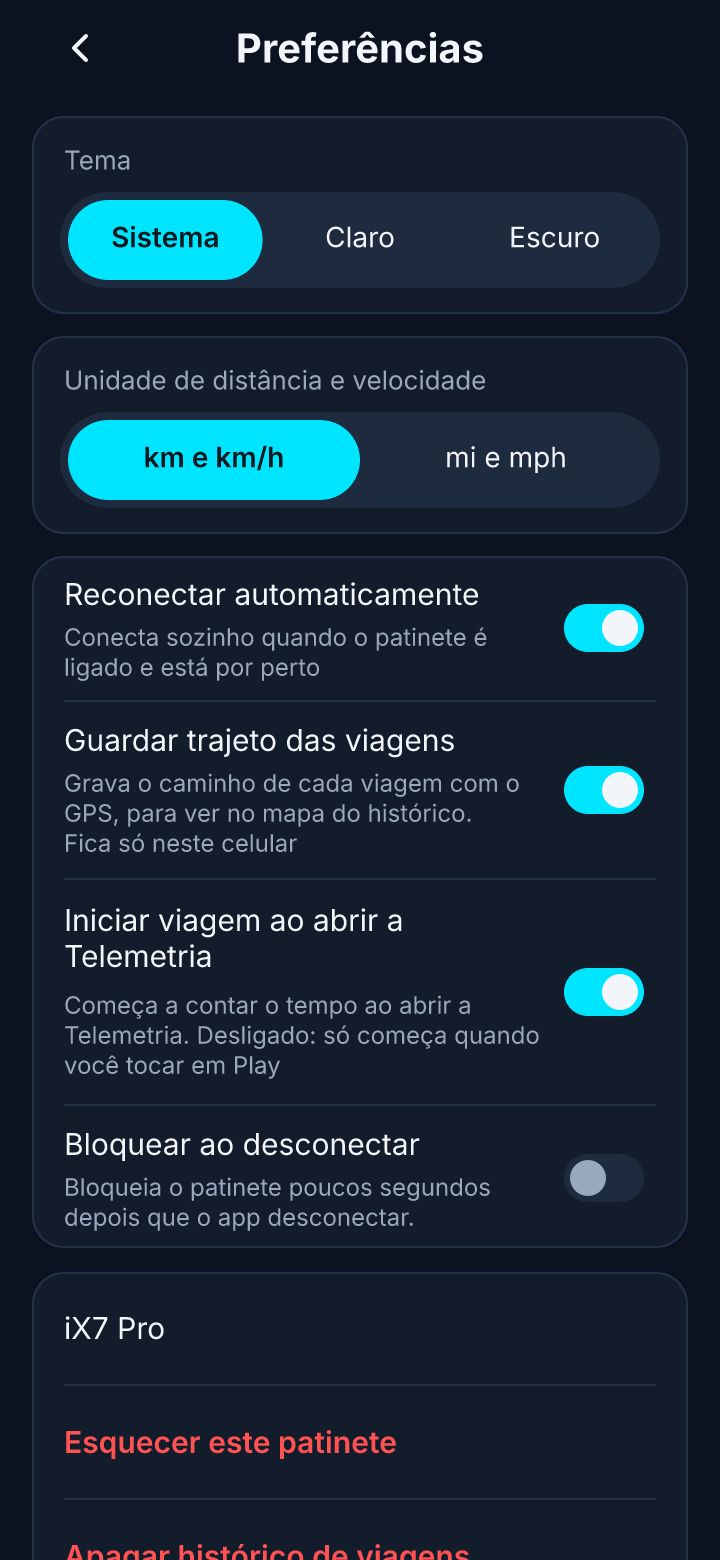 Preferências
Tema
Sistema
Claro
Escuro
Unidade de distância e velocidade
km e km/h
mi e mph
Reconectar automaticamente
Conecta sozinho quando o patinete é
ligado e está por perto
Guardar trajeto das viagens
Grava o caminho de cada viagem com o
GPS, para ver no mapa do histórico.
Fica só neste celular
Iniciar viagem ao abrir a
Telemetria
Começa a contar o tempo ao abrir a
Telemetria. Desligado: só começa quando
você tocar em Play
Bloquear ao desconectar
Bloqueia o patinete poucos segundos
depois que o app desconectar.
iX7 Pro
Esquecer este patinete
Apagar histórico de viagens